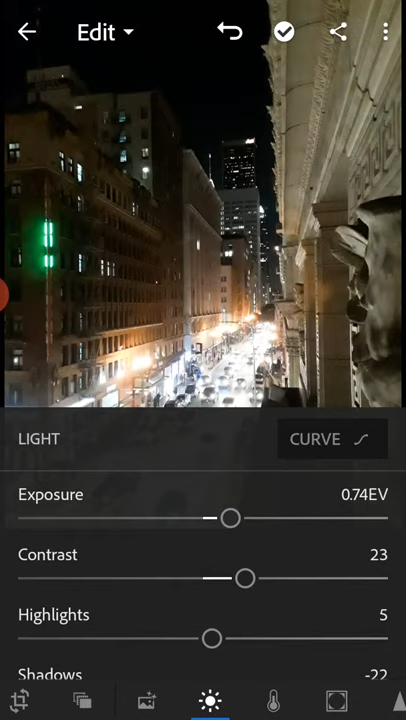 Edit
LIGHT
CURVE
Exposure 0.74EV
Contrast 23
Highlights 5
Shadows -22